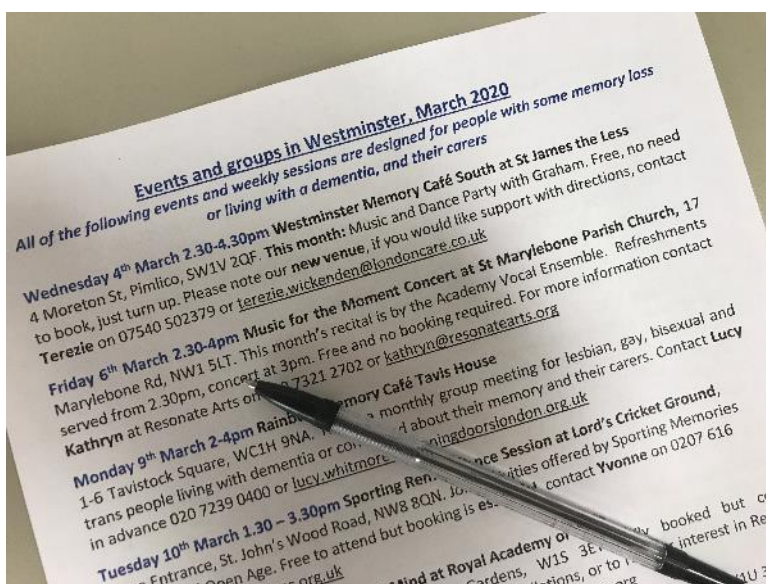 Events and groups in Westminster, March 2020
All of the following events and weekly sessions are designed for people with some memory loss
or living with a dementia, and their carers
Wednesday 4th March 2.30-4.30pm Westminster Memory Café South at St James the Less
4 Moreton St, Pimlico, SW1V 2QF. This month: Music and Dance Party with Graham. Free, no need
to book, just turn up. Please note our new venue, if you would like support with directions, contact
Terezie on 07540 502379 or terezie.wickenden@londoncare.co.uk
Friday 6th March 2.30-4pm Music for the Moment Concert at St Marylebone Parish Church, 17
Marylebone Rd, NW1 5LT. This month's recital is by the Academy Vocal Ensemble. Refreshments
served from 2.30pm, concert at 3pm. Free and no booking required. For more information contact
Kathryn at Resonate Arts on 7321 2702 or kathryn@resonatearts.org
Monday 9th March 2-4pm Memory Café Tavis House
1-6 Tavistock Square, WC1H 9NA. a monthly group meeting for lesbian, gay, bisexual and
trans people living with dementia or about their memory and their carers. Contact Lucy
in advance 020 7239 0400 or
Tuesday 10th March 1.30 – 3.30pm Sporting Session at Lord's Cricket Ground,
Entrance, St. John's Wood Road, NW8 8QN. offered by Sporting Memories
Open Age. Free to attend but booking is contact Yvonne on 0207 616
at Royal Academy of
Gardens, W1S booked but
or to interest in